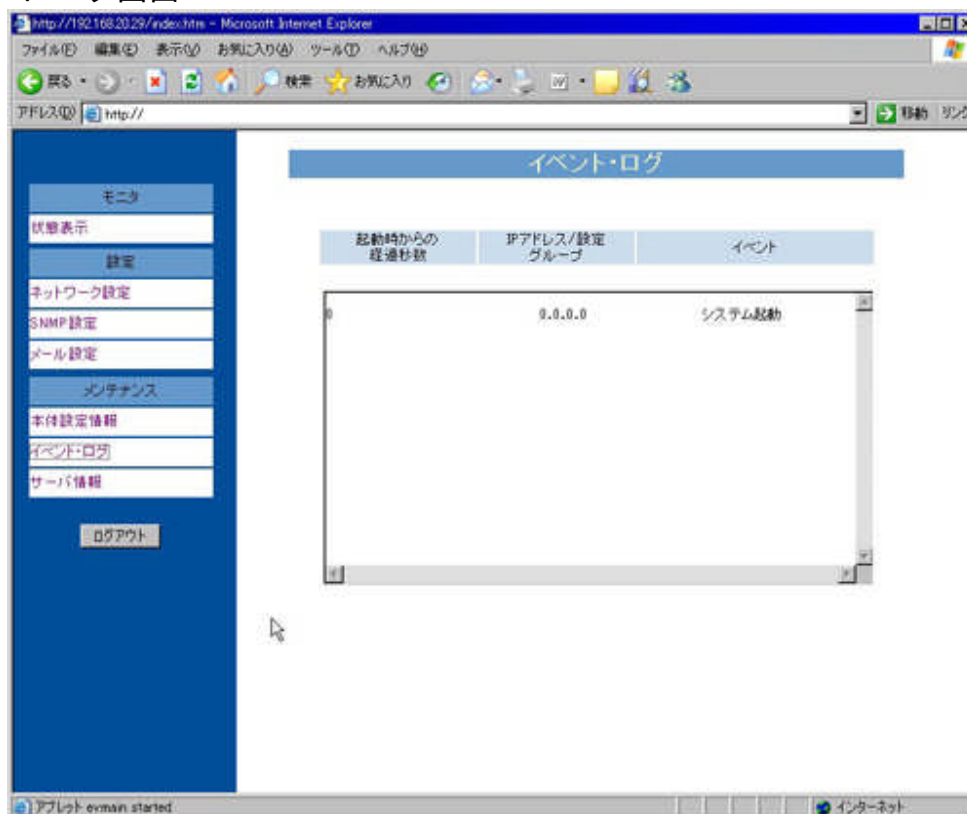 http://192.168.20.29/index.htm - Microsoft Internet Explorer
ファイル(F) 編集(E) 表示(V) お気に入り(A) ツール(T) ヘルプ(H)
戻る 検索 お気に入り
アドレス(D) http:// 移動 リンク
イベント・ログ
モニタ
状態表示
設定
ネットワーク設定
SNMP設定
メール設定
メンテナンス
本体設定情報
イベント・ログ
サーバ情報
ログアウト
起動時からの
経過秒数
IPアドレス/設定
グループ
イベント
0 0.0.0.0 システム起動
アプレット evmain started インターネット